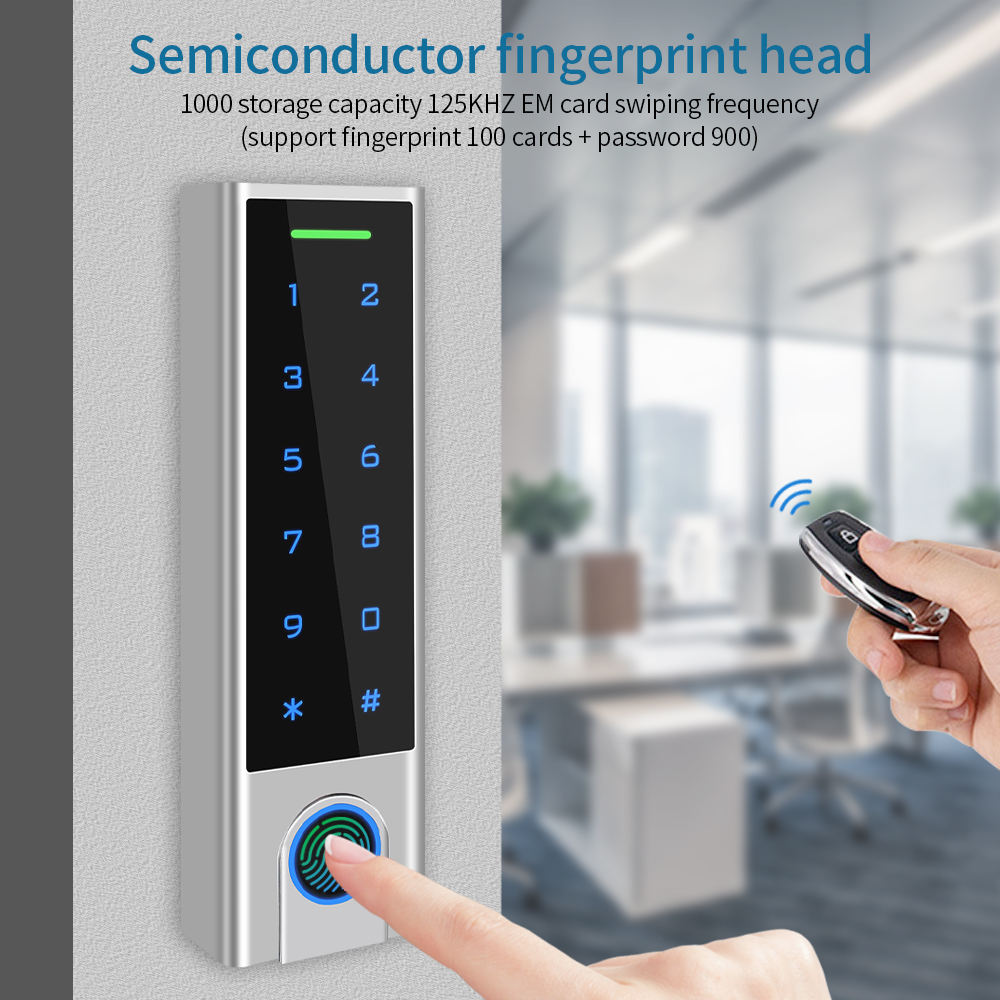 Semiconductor fingerprint head
1000 storage capacity 125KHZ EM card swiping frequency
(support fingerprint 100 cards + password 900)
1 2
3 4
5 6
7 8
9 0
* #